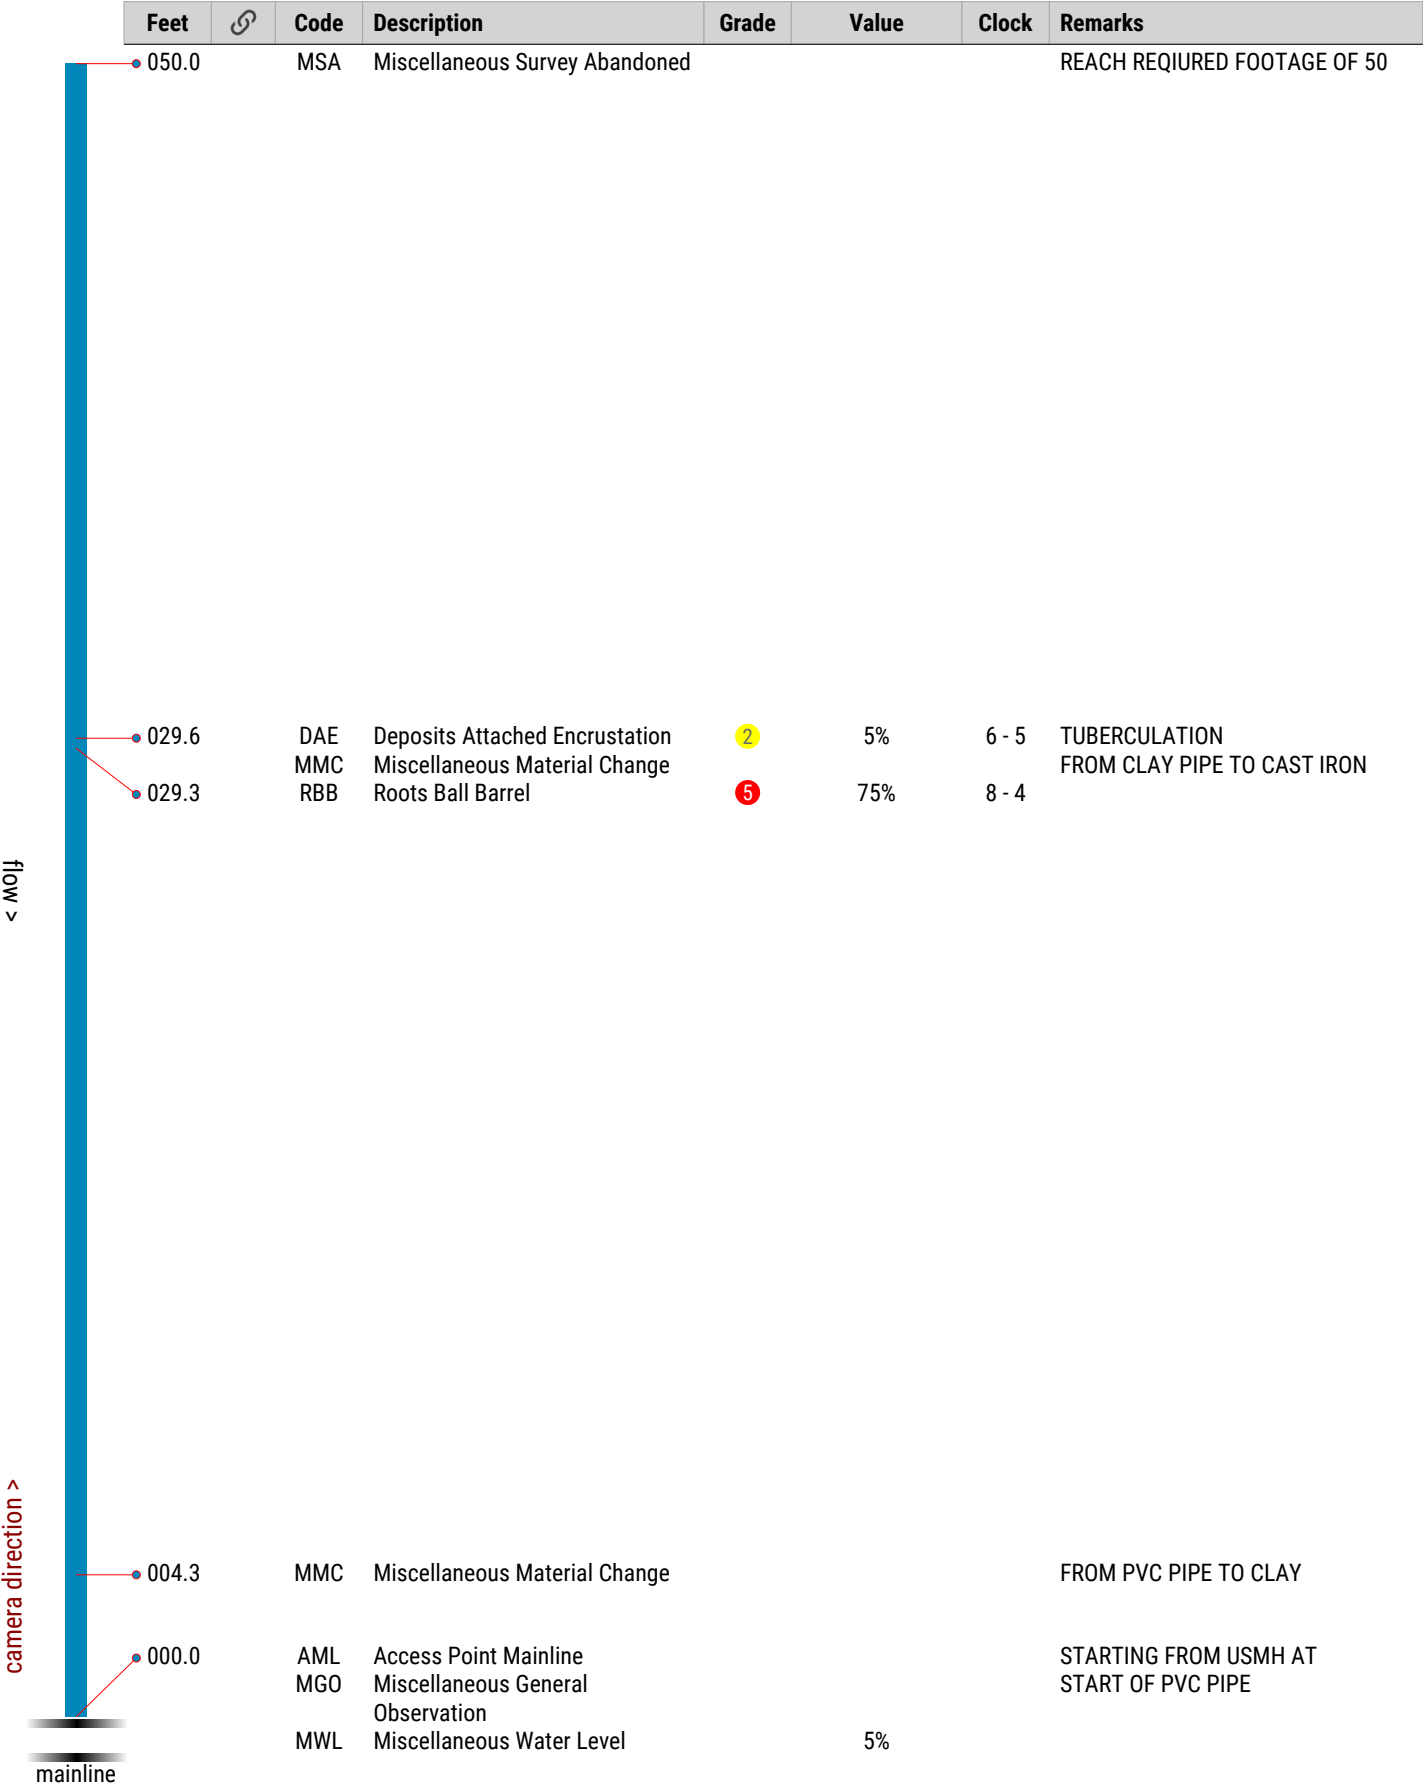 Feet Code Description Grade Value Clock Remarks
050.0 MSA Miscellaneous Survey Abandoned REACH REQIURED FOOTAGE OF 50
029.6 DAE Deposits Attached Encrustation 2 5% 6 - 5 TUBERCULATION
MMC Miscellaneous Material Change FROM CLAY PIPE TO CAST IRON
029.3 RBB Roots Ball Barrel 5 75% 8 - 4
flow >
camera direction >
004.3 MMC Miscellaneous Material Change FROM PVC PIPE TO CLAY
000.0 AML Access Point Mainline STARTING FROM USMH AT
MGO Miscellaneous General START OF PVC PIPE
Observation
MWL Miscellaneous Water Level 5%
mainline